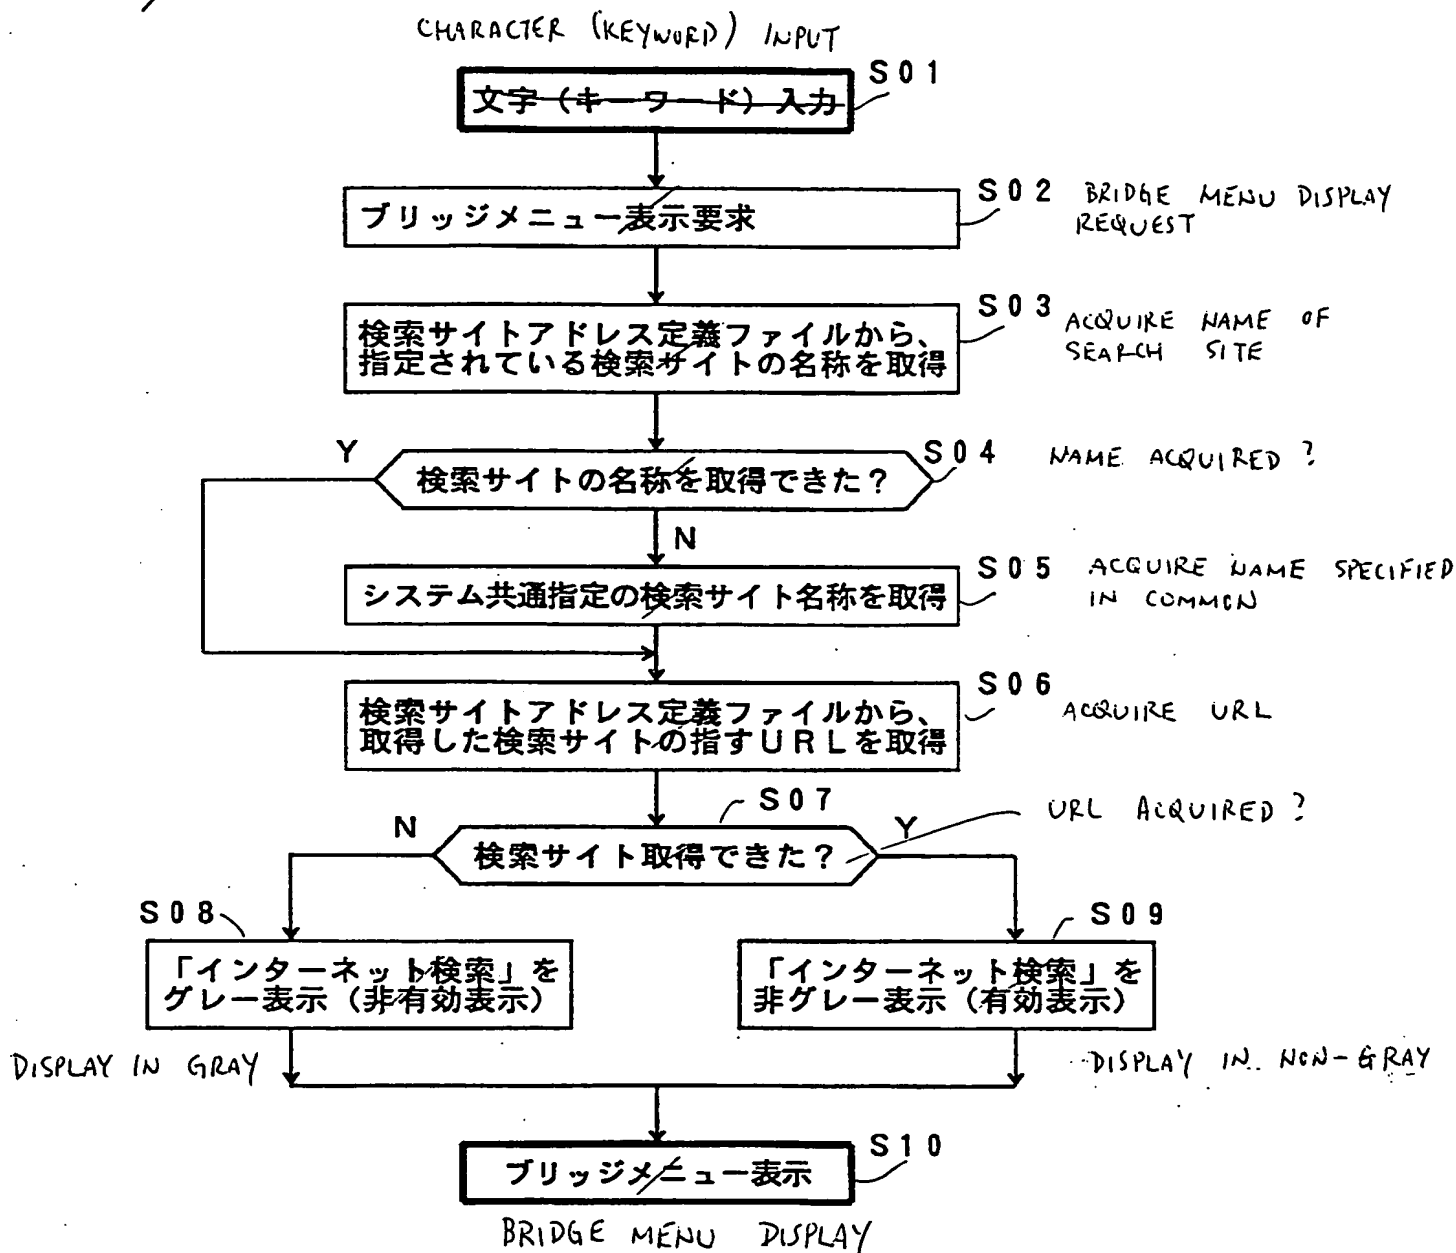 CHARACTER (KEYWORD) INPUT
S01
文字（キーワード）入力
S02 BRIDGE MENU DISPLAY
REQUEST
ブリッジメニュー表示要求
S03 ACQUIRE NAME OF
SEARCH SITE
検索サイトアドレス定義ファイルから、
指定されている検索サイトの名称を取得
Y
S04 NAME ACQUIRED ?
検索サイトの名称を取得できた？
N
S05 ACQUIRE NAME SPECIFIED
IN COMMON
システム共通指定の検索サイト名称を取得
S06 ACQUIRE URL
検索サイトアドレス定義ファイルから、
取得した検索サイトの指すＵＲＬを取得
S07
URL ACQUIRED ?
N
Y
検索サイト取得できた？
S08
S09
「インターネット検索」を
グレー表示（非有効表示）
「インターネット検索」を
非グレー表示（有効表示）
DISPLAY IN GRAY
DISPLAY IN NON-GRAY
S10
ブリッジメニュー表示
BRIDGE MENU DISPLAY